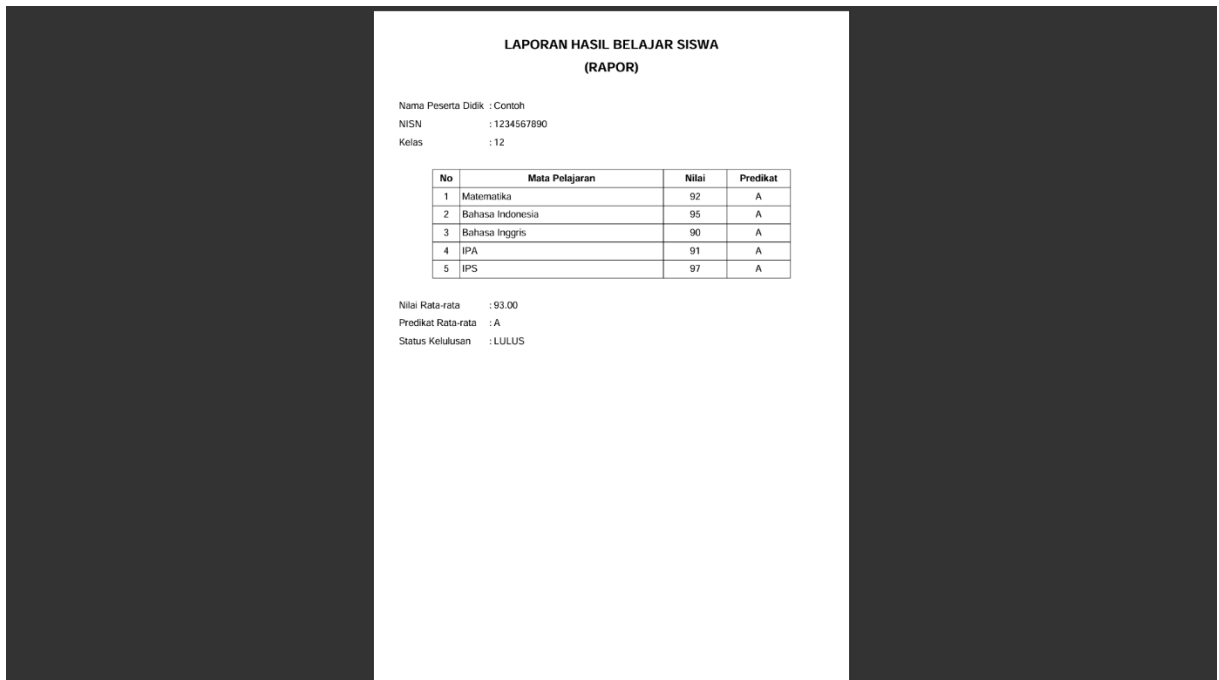 LAPORAN HASIL BELAJAR SISWA
(RAPOR)
Nama Peserta Didik : Contoh
NISN : 1234567890
Kelas : 12
No Mata Pelajaran Nilai Predikat
1 Matematika 92 A
2 Bahasa Indonesia 95 A
3 Bahasa Inggris 90 A
4 IPA 91 A
5 IPS 97 A
Nilai Rata-rata : 93.00
Predikat Rata-rata : A
Status Kelulusan : LULUS